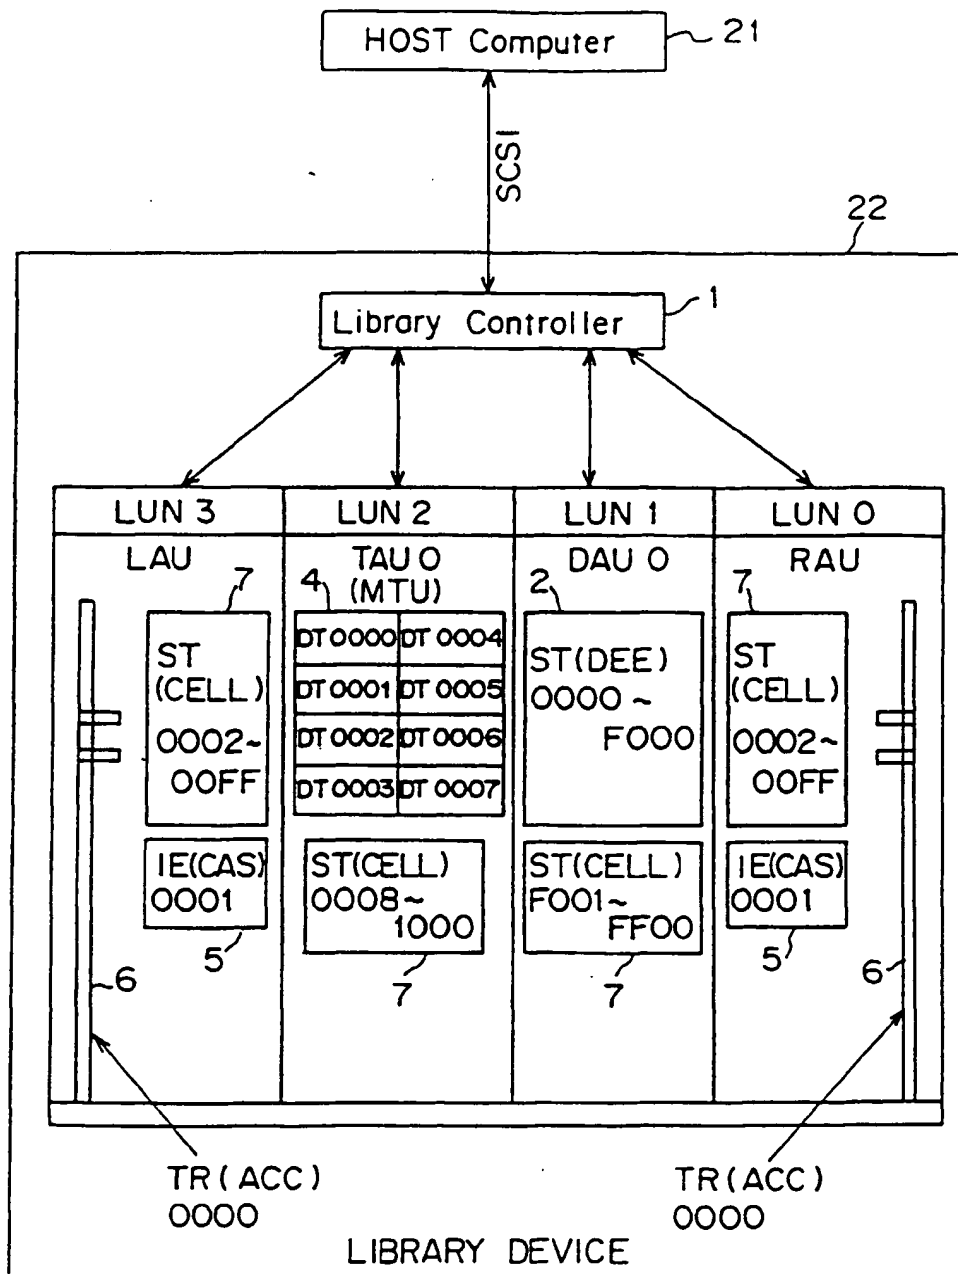 HOST Computer
21
SCSI
22
Library Controller
1
LUN 3
LUN 2
LUN 1
LUN 0
LAU
7
ST
(CELL)
0002~
00FF
IE(CAS)
0001
5
6
TAU 0
(MTU)
4
DT 0000 DT 0004
DT 0001 DT 0005
DT 0002 DT 0006
DT 0003 DT 0007
ST(CELL)
0008~
1000
7
DAU 0
2
ST(DEE)
0000~
F000
ST(CELL)
F001~
FF00
7
RAU
7
ST
(CELL)
0002~
00FF
IE(CAS)
0001
5
6
TR(ACC)
0000
TR(ACC)
0000
LIBRARY DEVICE